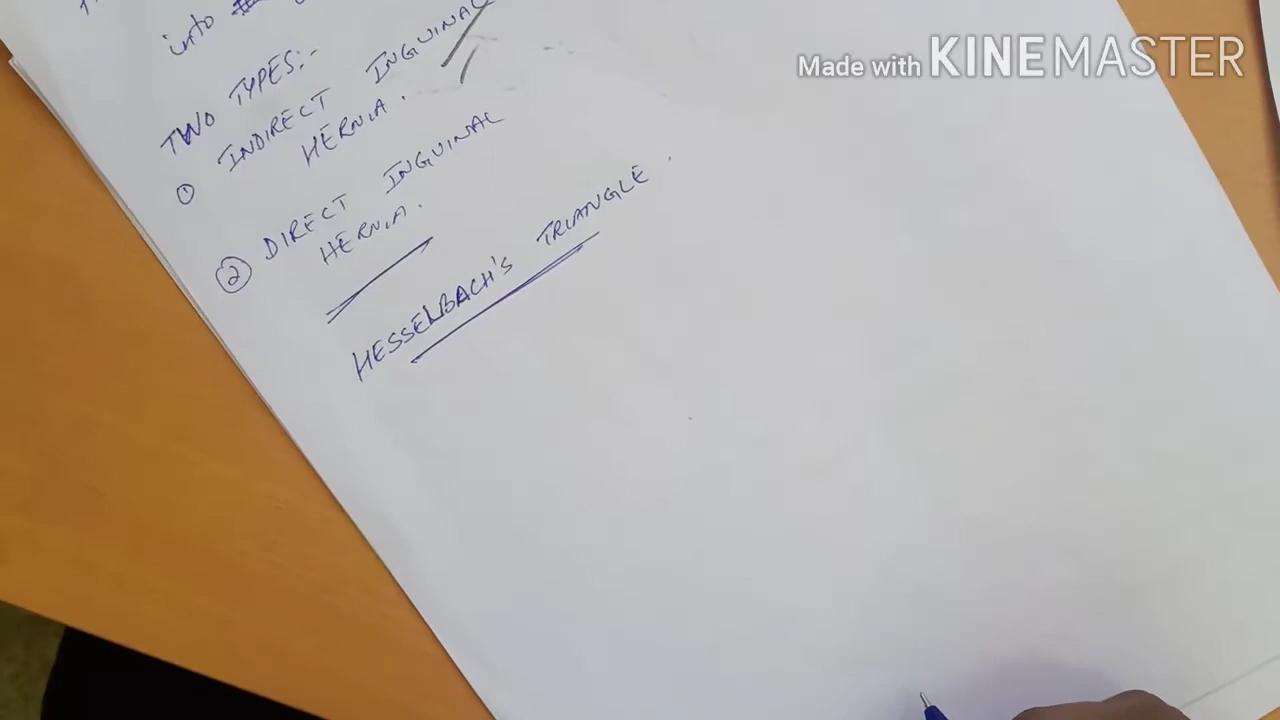 into
TWO TYPES:-
① INDIRECT INGUINAL
HERNIA.
② DIRECT INGUINAL
HERNIA.
HESSELBACH'S TRIANGLE.
Made with KINEMASTER